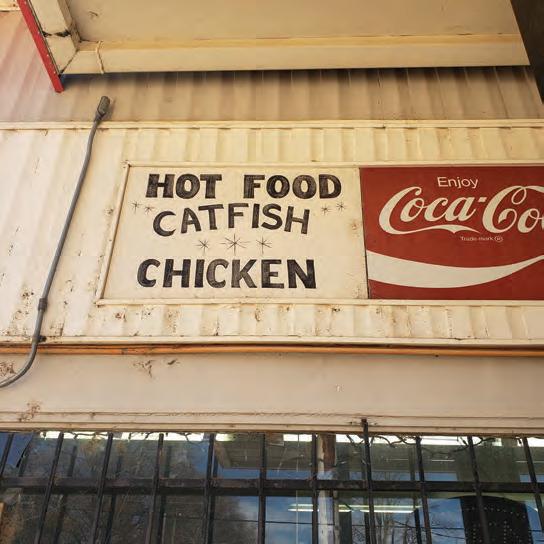 HOT FOOD
CATFISH
CHICKEN
Enjoy
Coca-Co
Trade-mark ®